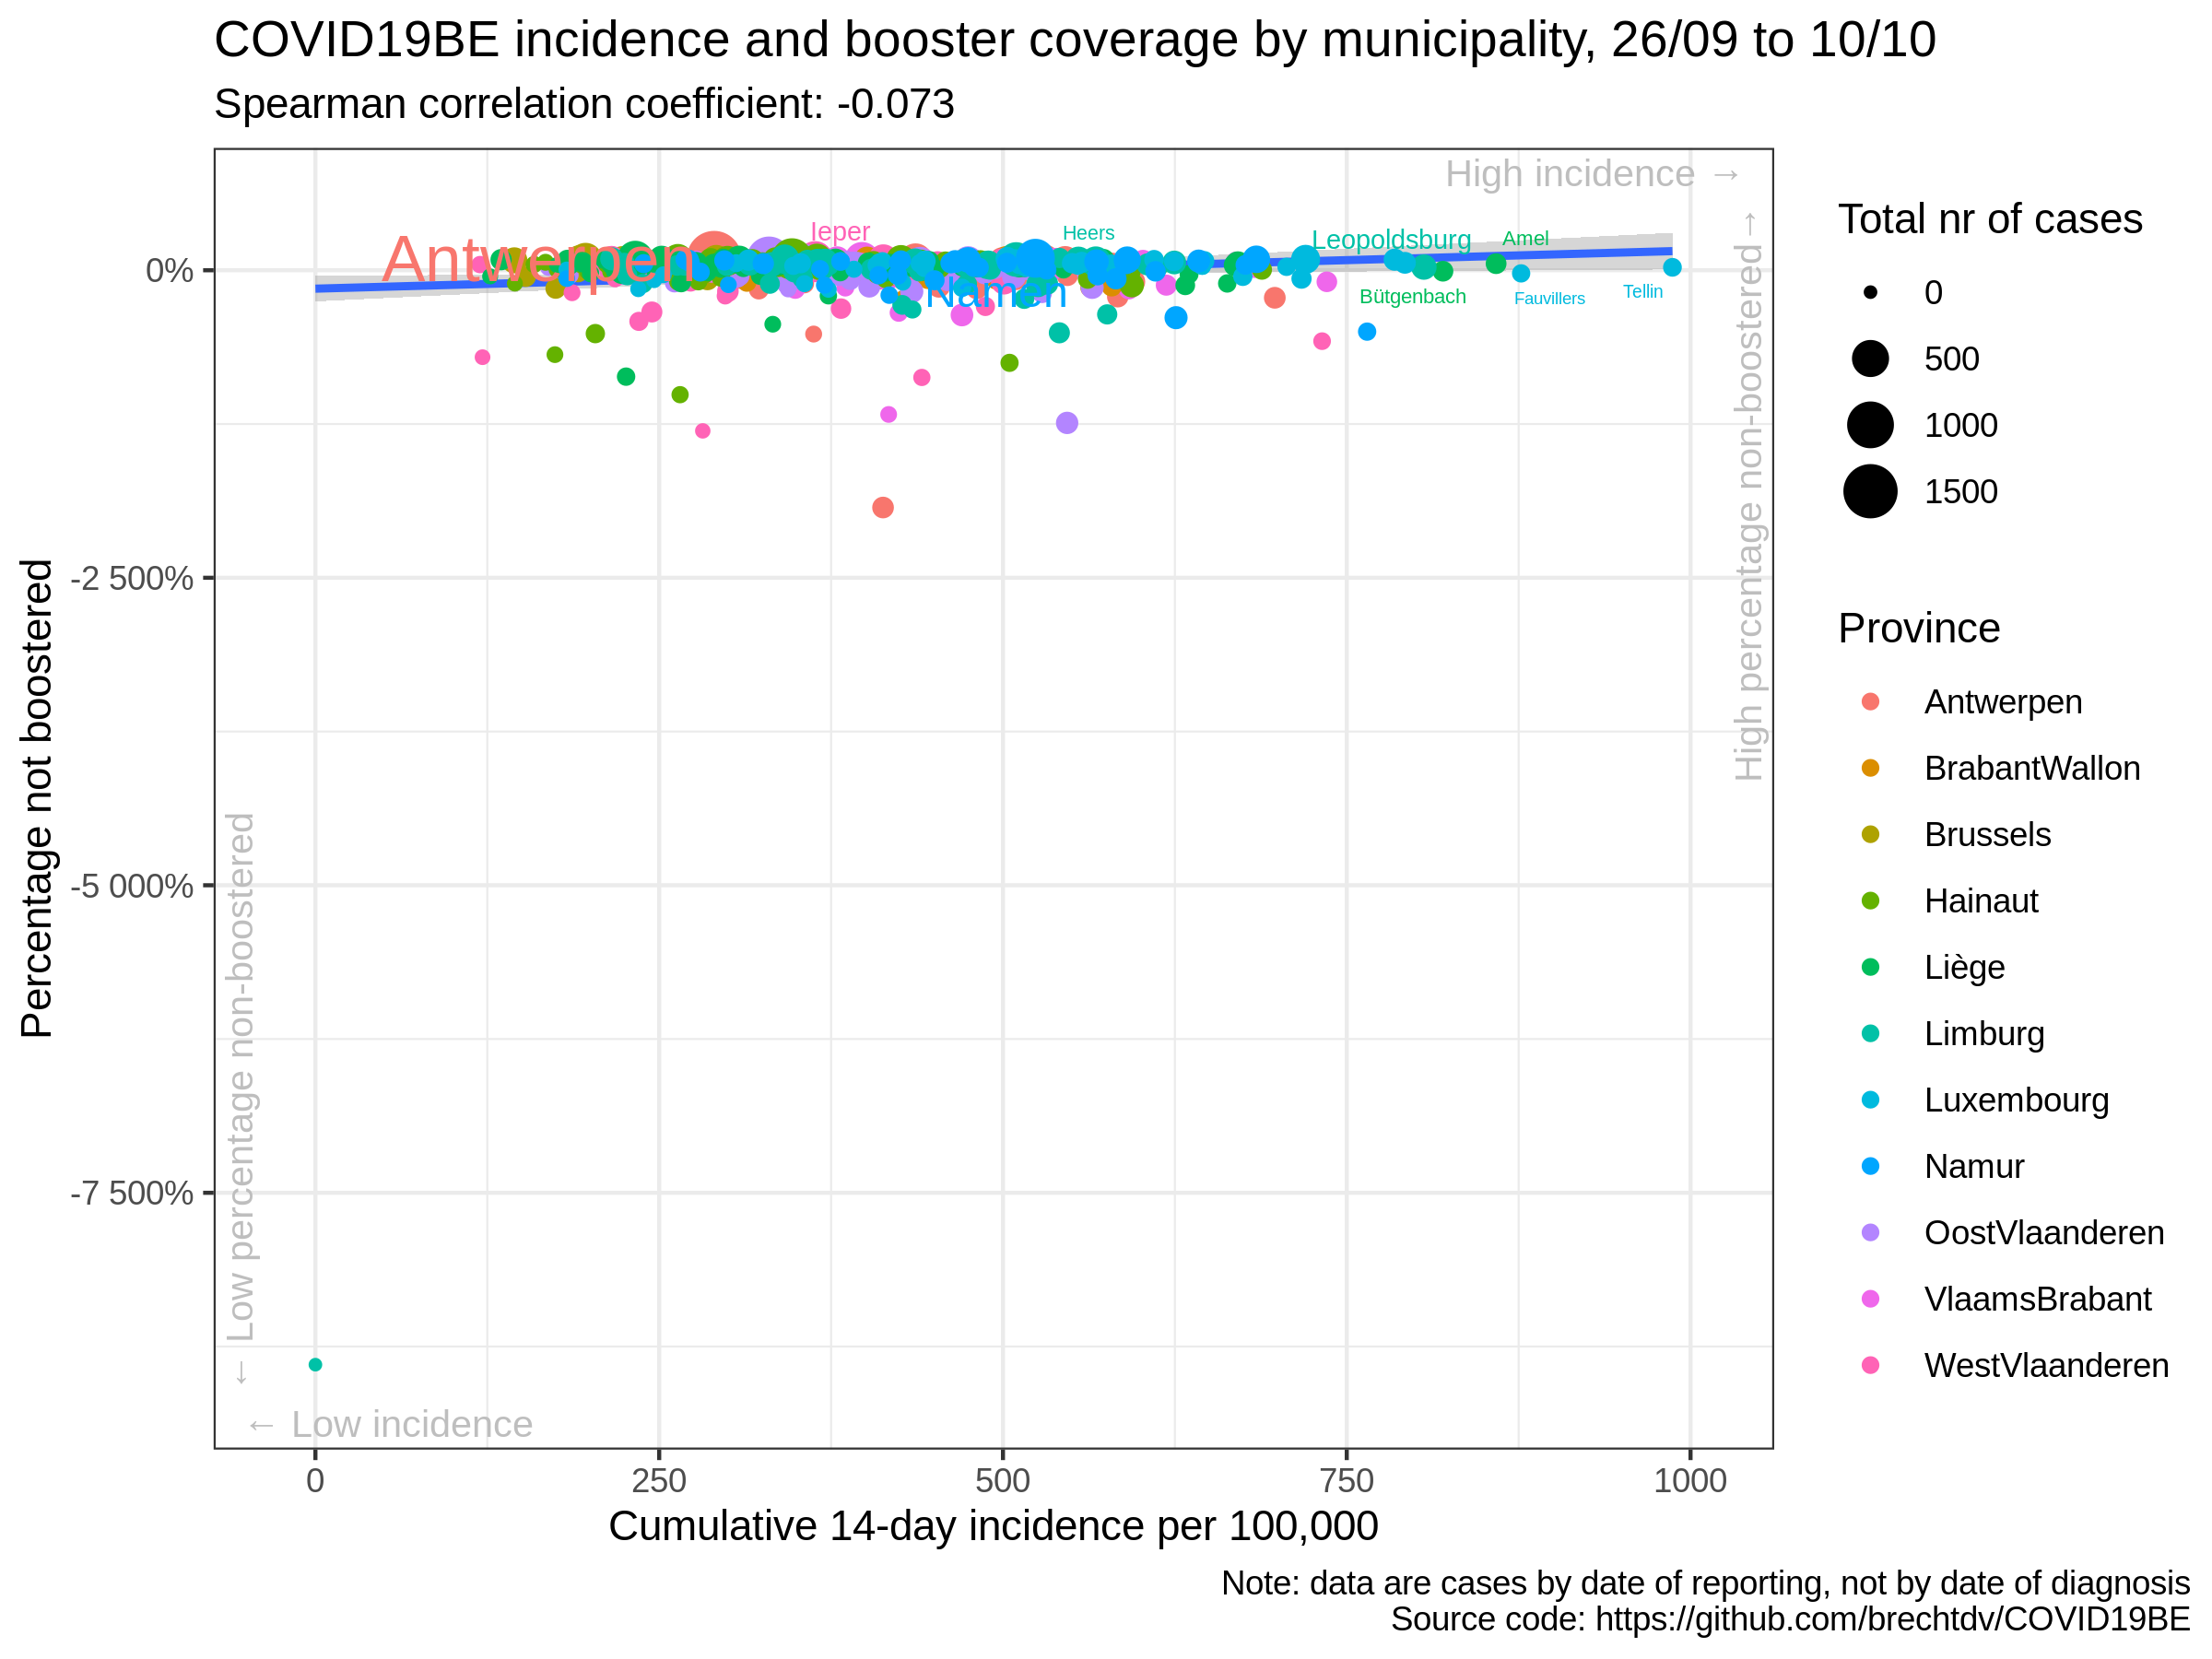 COVID19BE incidence and booster coverage by municipality, 26/09 to 10/10
Spearman correlation coefficient: -0.073
High incidence →
High percentage non-boostered →
← Low percentage non-boostered
← Low incidence
Percentage not boostered
0%
-2 500%
-5 000%
-7 500%
Antwerpen
Ieper
Heers
Leopoldsburg
Amel
Namen
Bütgenbach
Fauvillers
Tellin
0
250
500
750
1000
Cumulative 14-day incidence per 100,000
Total nr of cases
0
500
1000
1500
Province
Antwerpen
BrabantWallon
Brussels
Hainaut
Liège
Limburg
Luxembourg
Namur
OostVlaanderen
VlaamsBrabant
WestVlaanderen
Note: data are cases by date of reporting, not by date of diagnosis
Source code: https://github.com/brechtdv/COVID19BE